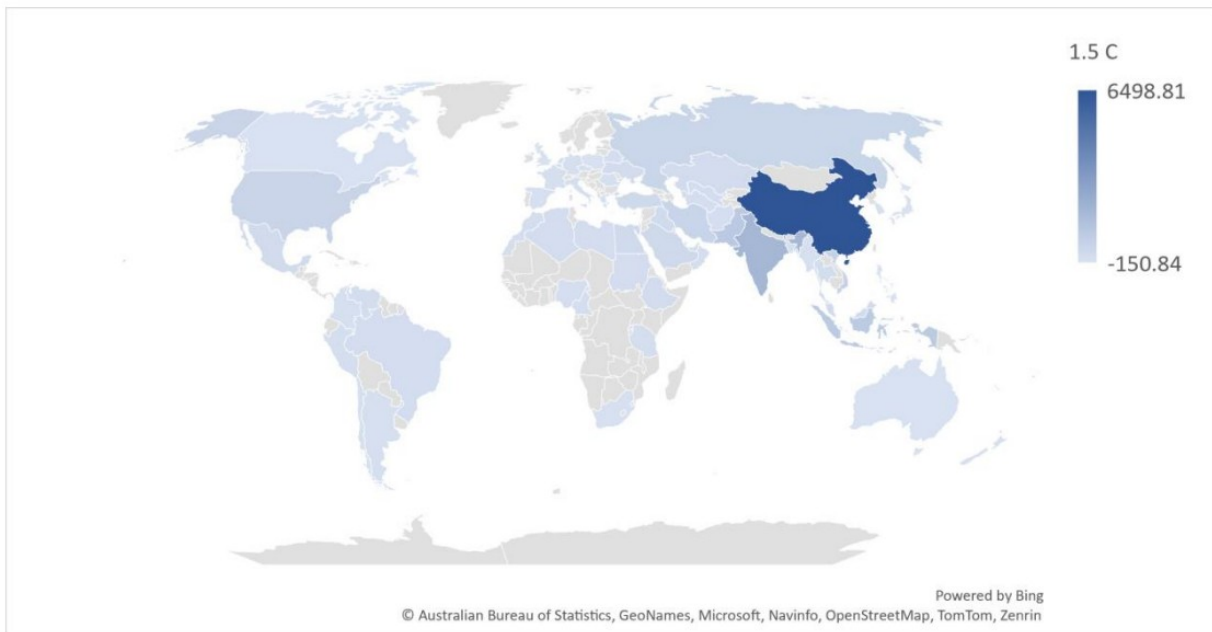 1.5 C
6498.81
-150.84
Powered by Bing
© Australian Bureau of Statistics, GeoNames, Microsoft, Navinfo, OpenStreetMap, TomTom, Zenrin